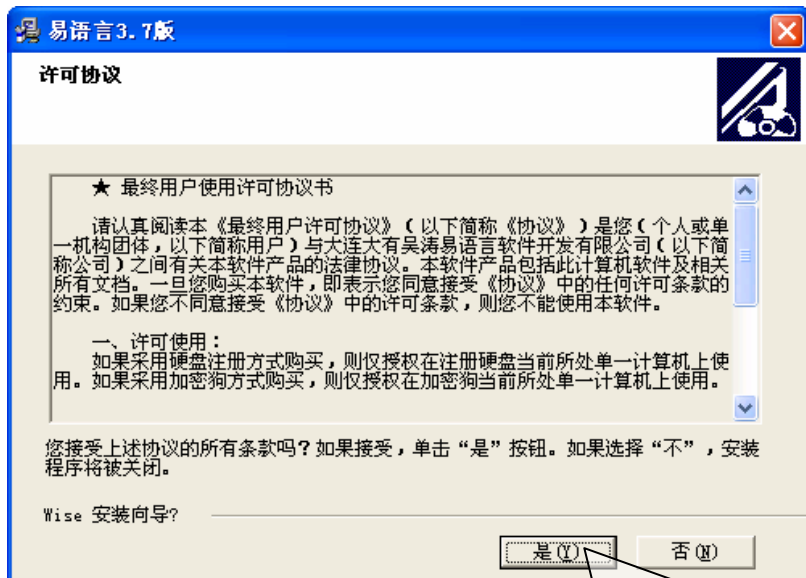 易语言3.7版
许可协议
★ 最终用户使用许可协议书
请认真阅读本《最终用户许可协议》（以下简称《协议》）是您（个人或单
一机构团体，以下简称用户）与大连大有吴涛易语言软件开发有限公司（以下简
称公司）之间有关本软件产品的法律协议。本软件产品包括此计算机软件及相关
所有文档。一旦您购买本软件，即表示您同意接受《协议》中的任何许可条款的
约束。如果您不同意接受《协议》中的许可条款，则您不能使用本软件。
一、许可使用：
如果采用硬盘注册方式购买，则仅授权在注册硬盘当前所处单一计算机上使
用。如果采用加密狗方式购买，则仅授权在加密狗当前所处单一计算机上使用。
您接受上述协议的所有条款吗？如果接受，单击“是”按钮。如果选择“不”，安装
程序将被关闭。
Wise 安装向导?
是(Y)
否(N)